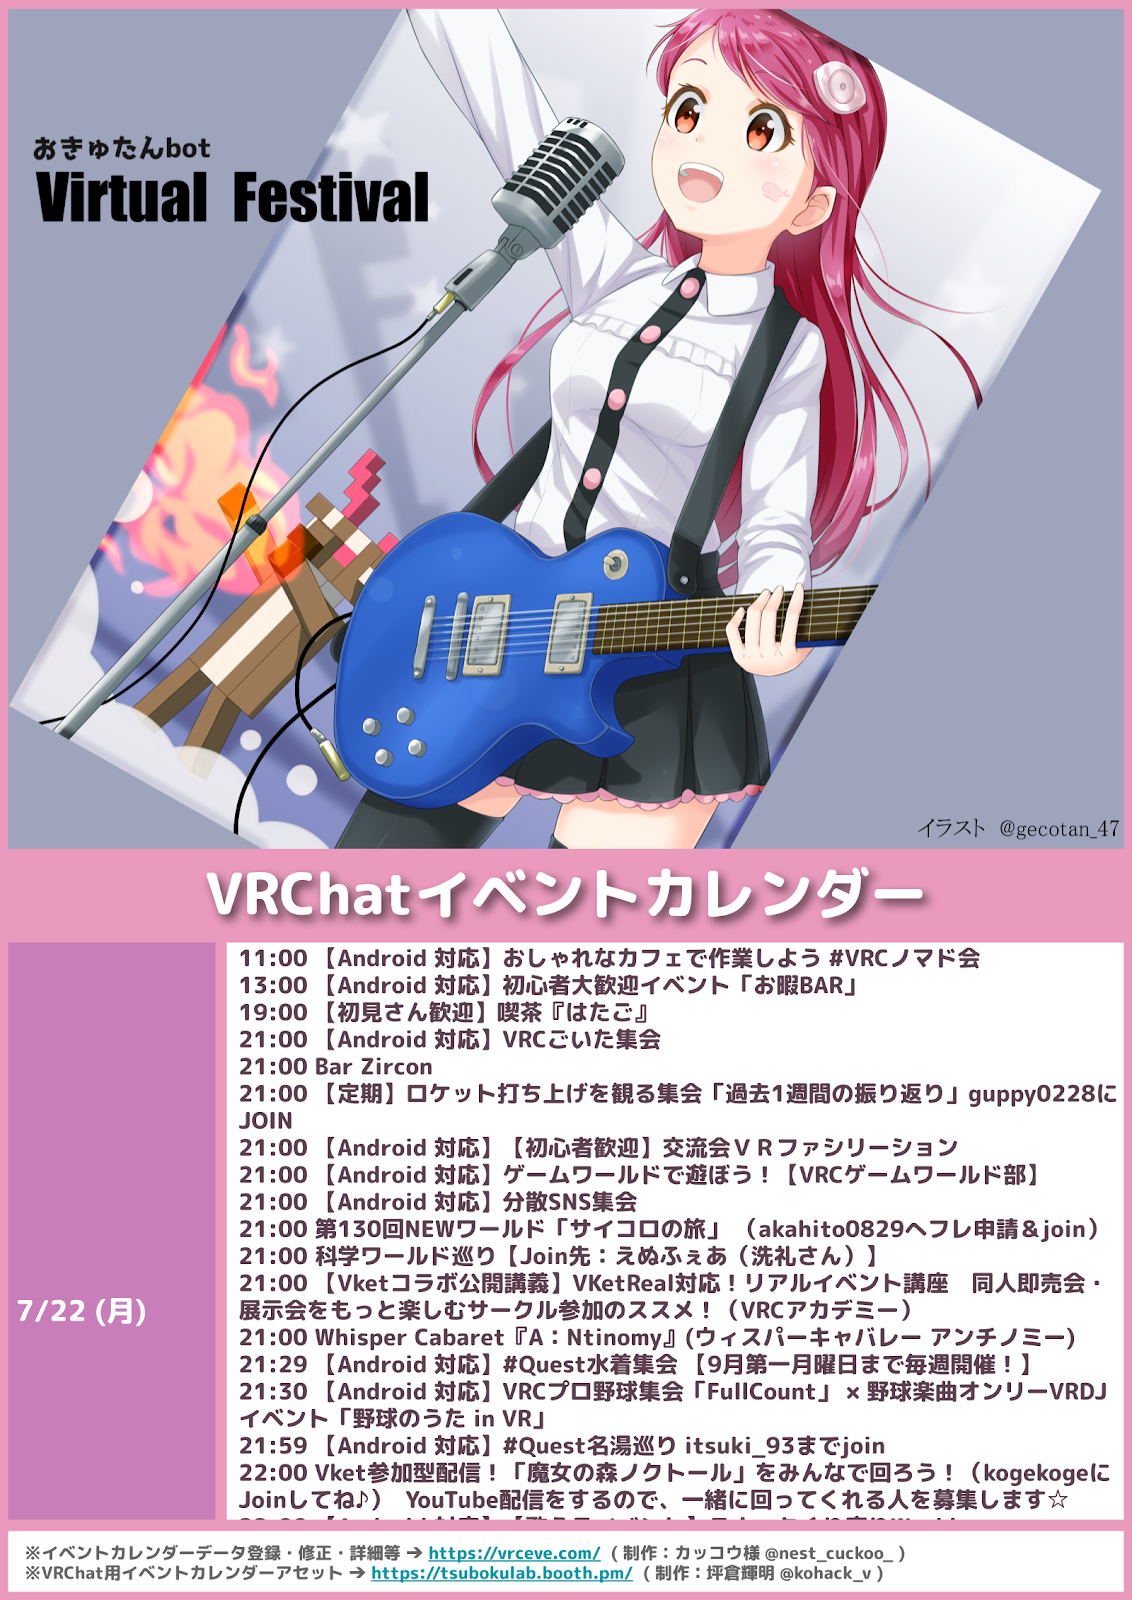 おきゅたんbot
Virtual Festival
イラスト @gecotan_47
VRChatイベントカレンダー
7/22 (月)
11:00 【Android 対応】おしゃれなカフェで作業しよう #VRCノマド会
13:00 【Android 対応】初心者大歓迎イベント「お暇BAR」
19:00 【初見さん歓迎】喫茶『はたご』
21:00 【Android 対応】VRCごいた集会
21:00 Bar Zircon
21:00 【定期】ロケット打ち上げを観る集会「過去1週間の振り返り」guppy0228に
JOIN
21:00 【Android 対応】【初心者歓迎】交流会ＶＲファシリーション
21:00 【Android 対応】ゲームワールドで遊ぼう！【VRCゲームワールド部】
21:00 【Android 対応】分散SNS集会
21:00 第130回NEWワールド「サイコロの旅」（akahito0829へフレ申請＆join）
21:00 科学ワールド巡り【Join先：えぬふぇあ（洗礼さん）】
21:00 【Vketコラボ公開講義】VKetReal対応！リアルイベント講座　同人即売会・
展示会をもっと楽しむサークル参加のススメ！（VRCアカデミー）
21:00 Whisper Cabaret『A：Ntinomy』(ウィスパーキャバレー アンチノミー)
21:29 【Android 対応】#Quest水着集会 【9月第一月曜日まで毎週開催！】
21:30 【Android 対応】VRCプロ野球集会「FullCount」 × 野球楽曲オンリーVRDJ
イベント「野球のうた in VR」
21:59 【Android 対応】#Quest名湯巡り itsuki_93までjoin
22:00 Vket参加型配信！「魔女の森ノクトール」をみんなで回ろう！（kogekogeに
Joinしてね♪） YouTube配信をするので、一緒に回ってくれる人を募集します☆
※イベントカレンダーデータ登録・修正・詳細等 → https://vrceve.com/ ( 制作：カッコウ様 @nest_cuckoo_ )
※VRChat用イベントカレンダーアセット → https://tsubokulab.booth.pm/ ( 制作：坪倉輝明 @kohack_v )